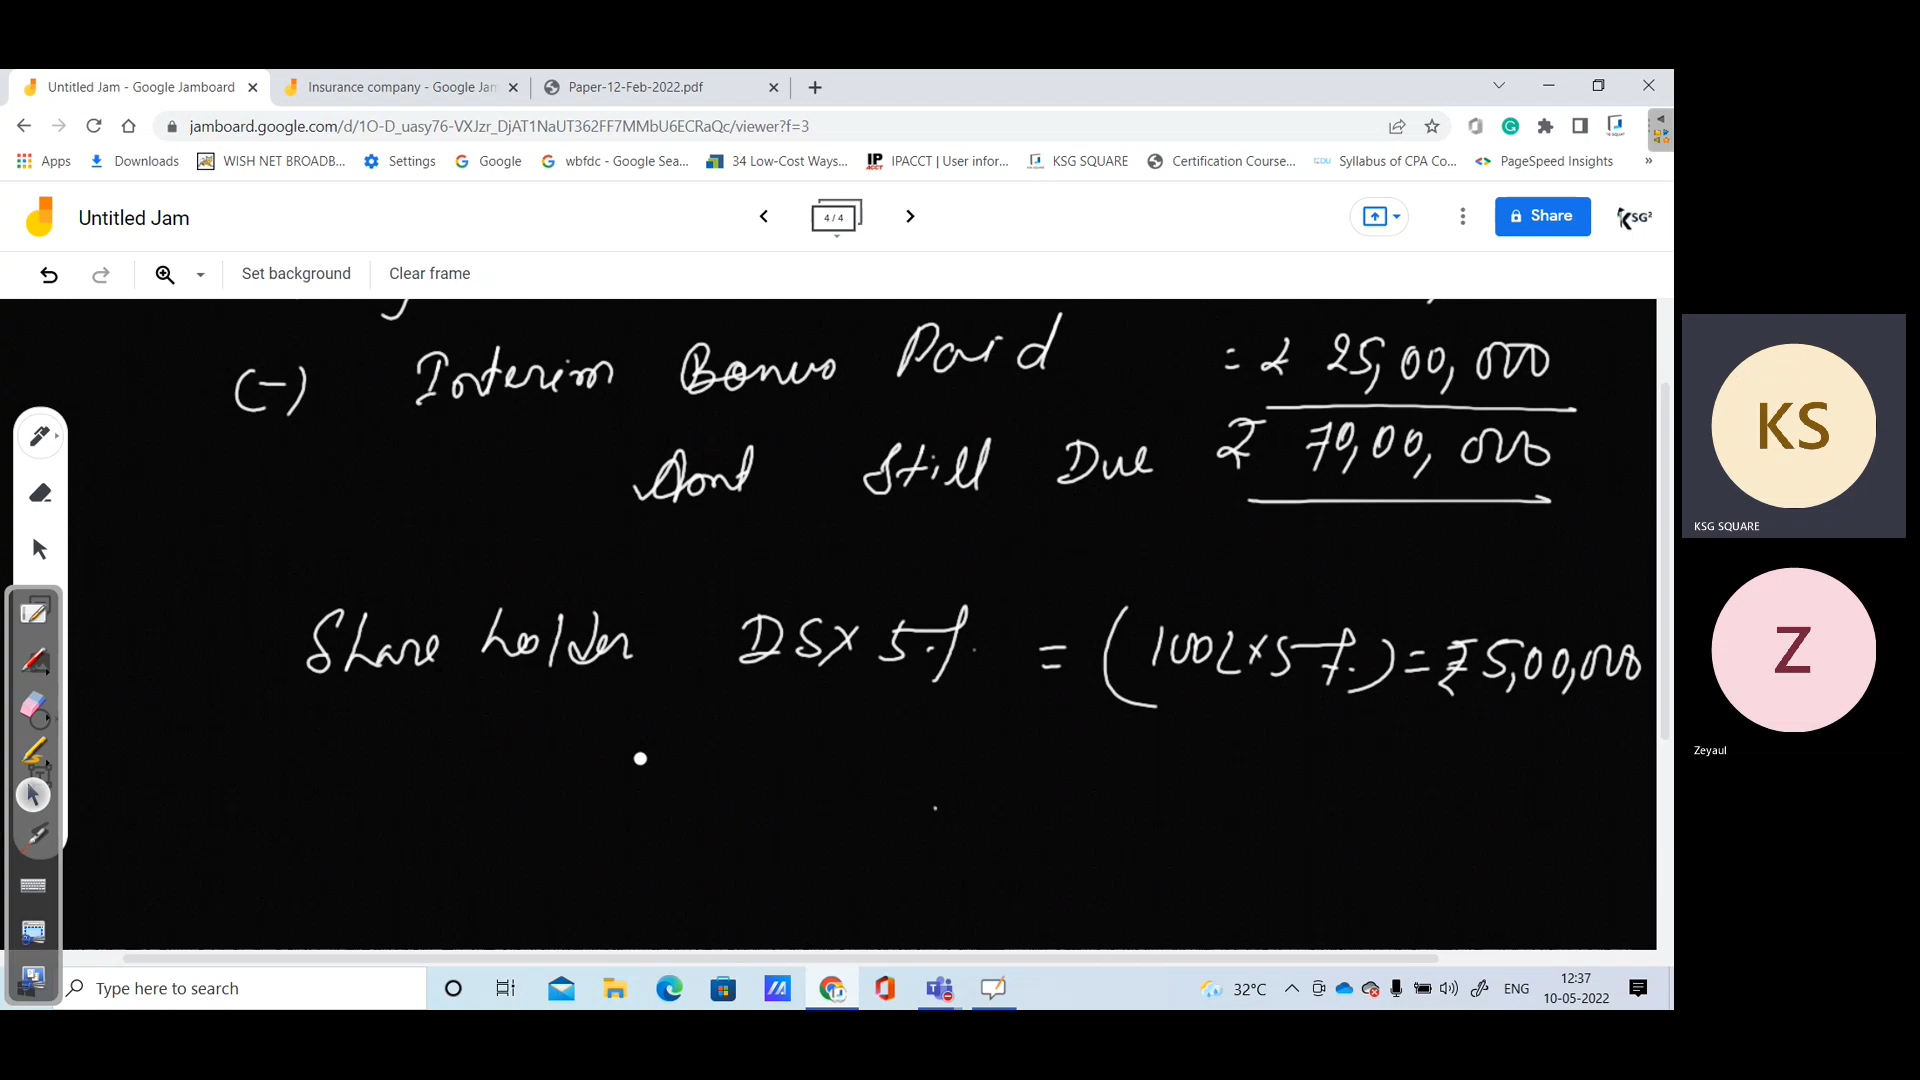 Untitled Jam - Google Jamboard
Insurance company - Google Jam
Paper-12-Feb-2022.pdf
jamboard.google.com/d/1O-D_uasy76-VXJzr_DjAT1NaUT362FF7MMbU6ECRaQc/viewer?f=3
Apps Downloads WISH NET BROADB... Settings Google wbfdc - Google Sea... 34 Low-Cost Ways... IPACCT | User infor... KSG SQUARE Certification Course... Syllabus of CPA Co... PageSpeed Insights »
Untitled Jam
4 / 4
Share
KSG²
Set background Clear frame
(-) Interim Bonus Paid = ₹ 25,00,000
Amt Still Due ₹ 70,00,000
Share holder DS x 5% = (100L x 5%) = ₹ 5,00,000
KS
KSG SQUARE
Z
Zeyaul
Type here to search
32°C
ENG
12:37
10-05-2022